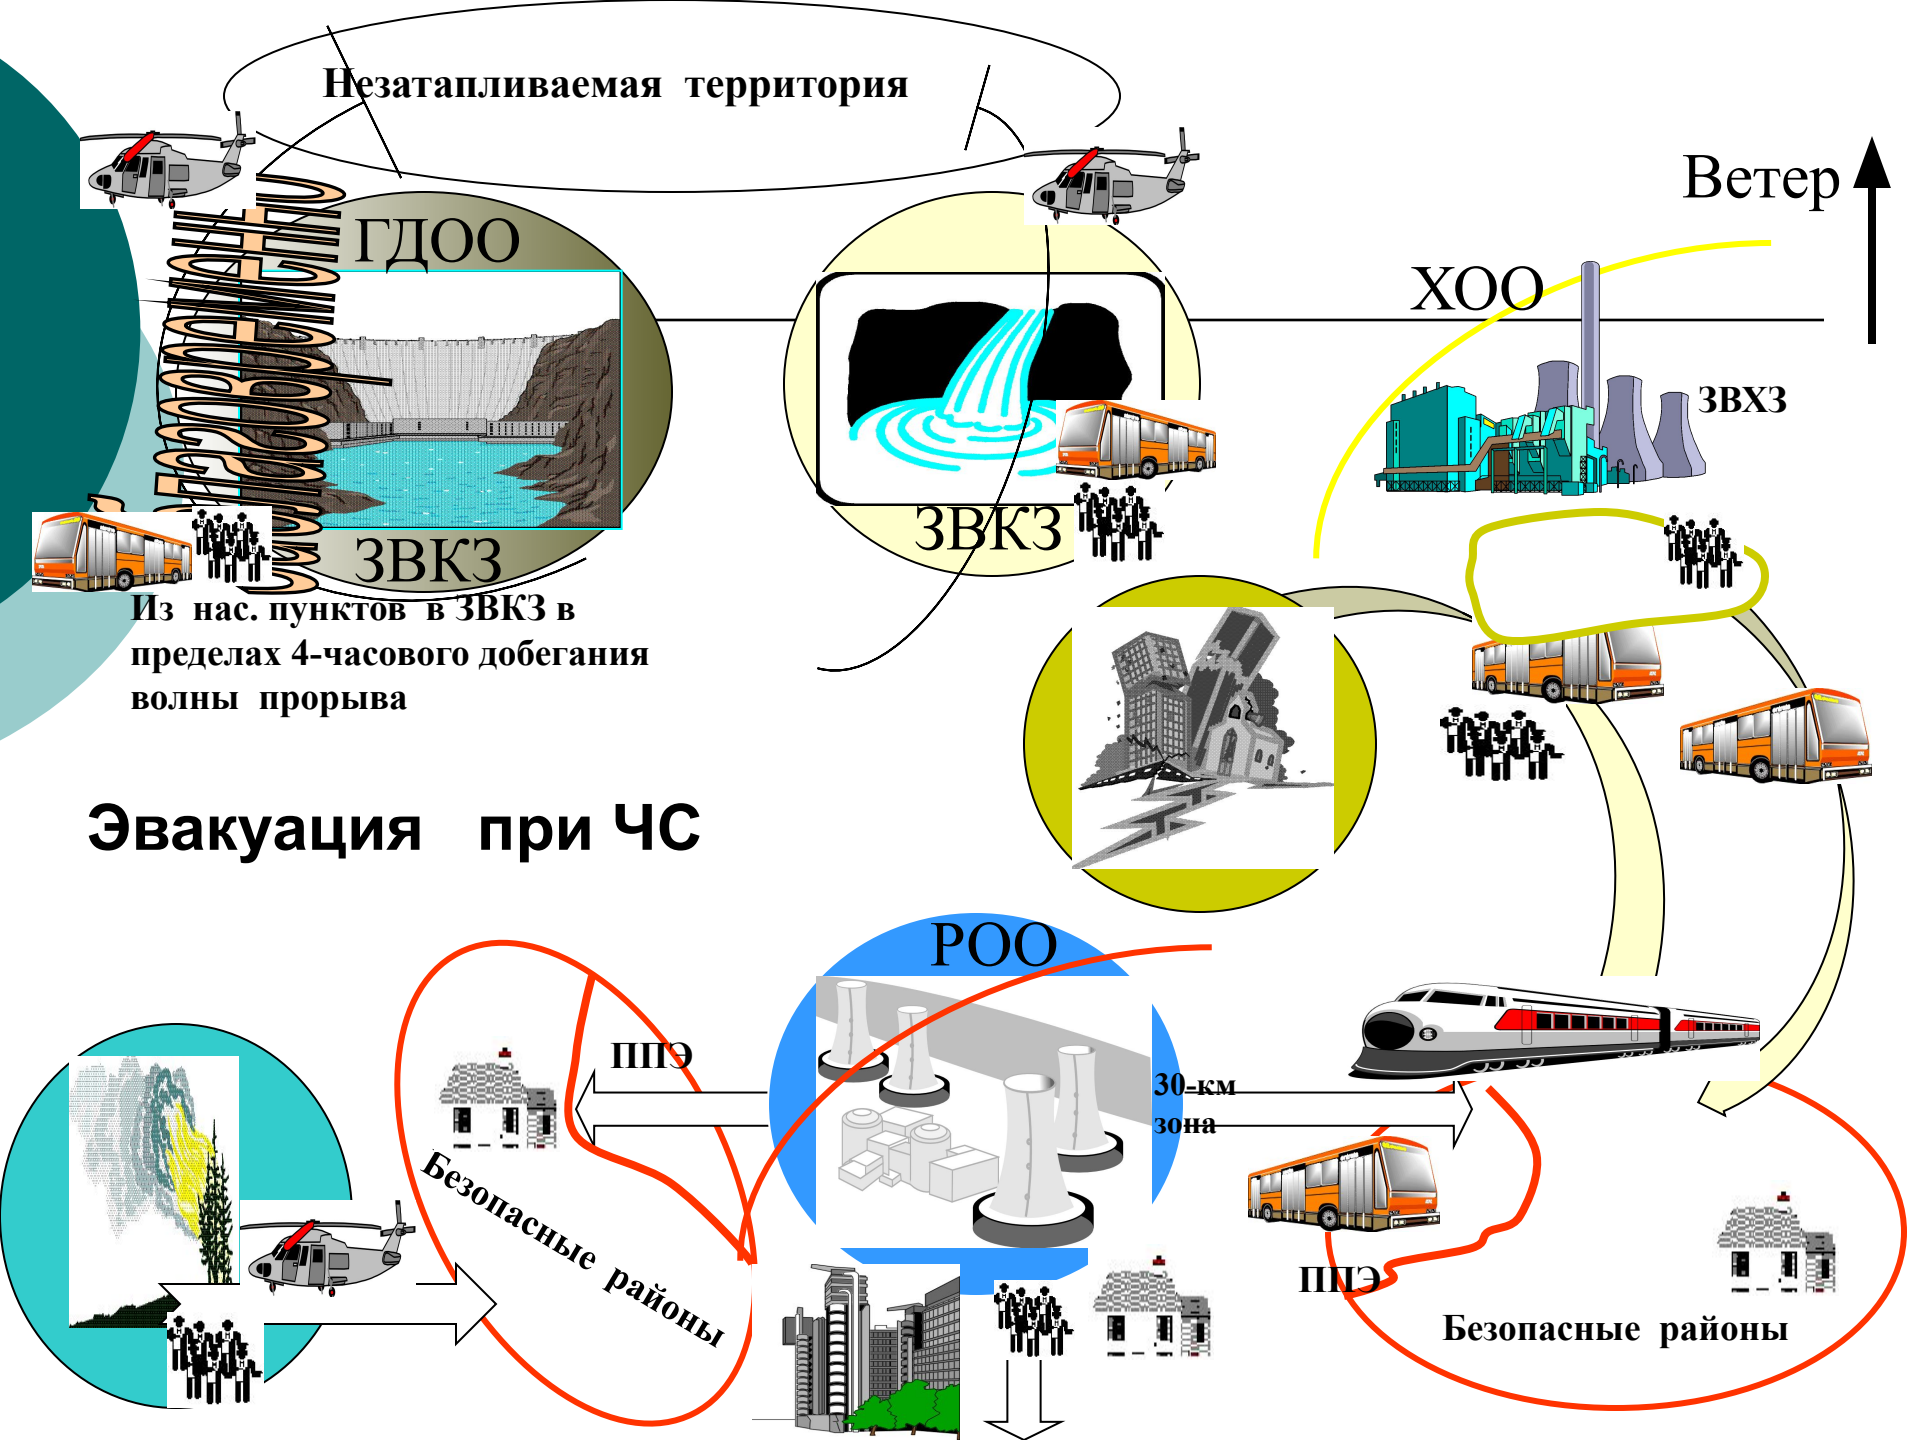 Незатапливаемая  территория
Ветер
ГДОО
ХОО
ЗВХЗ
ЗВКЗ
ЗВКЗ
Из  нас. пунктов  в ЗВКЗ в
пределах 4-часового добегания
волны  прорыва
Эвакуация   при ЧС
РОО
ППЭ
30-км
зона
Безопасные  районы
ППЭ
Безопасные  районы